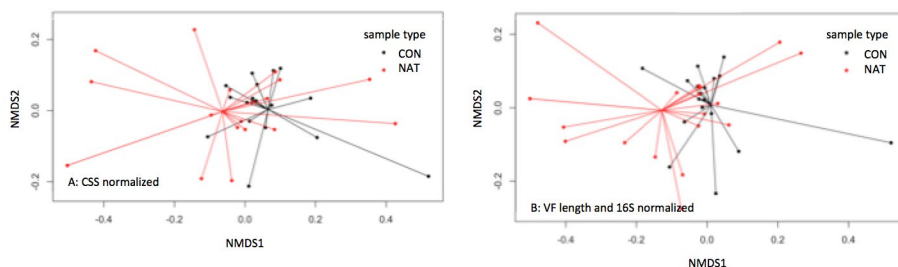 sample type
CON
NAT
0.2
0.0
-0.2
NMDS2
A: CSS normalized
-0.4
-0.2
0.0
0.2
0.4
NMDS1
sample type
CON
NAT
0.2
0.0
-0.2
NMDS2
B: VF length and 16S normalized
-0.4
-0.2
0.0
0.2
0.4
NMDS1